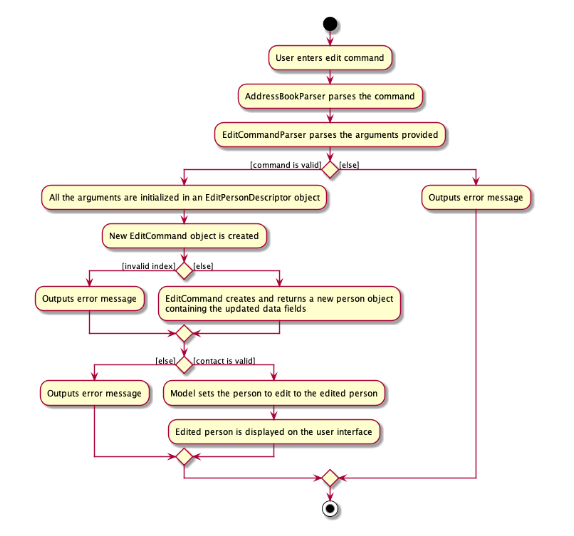 User enters edit command
AddressBookParser parses the command
EditCommandParser parses the arguments provided
[command is valid]
[else]
All the arguments are initialized in an EditPersonDescriptor object
Outputs error message
New EditCommand object is created
[invalid index]
[else]
Outputs error message
EditCommand creates and returns a new person object
containing the updated data fields
[else]
[contact is valid]
Outputs error message
Model sets the person to edit to the edited person
Edited person is displayed on the user interface